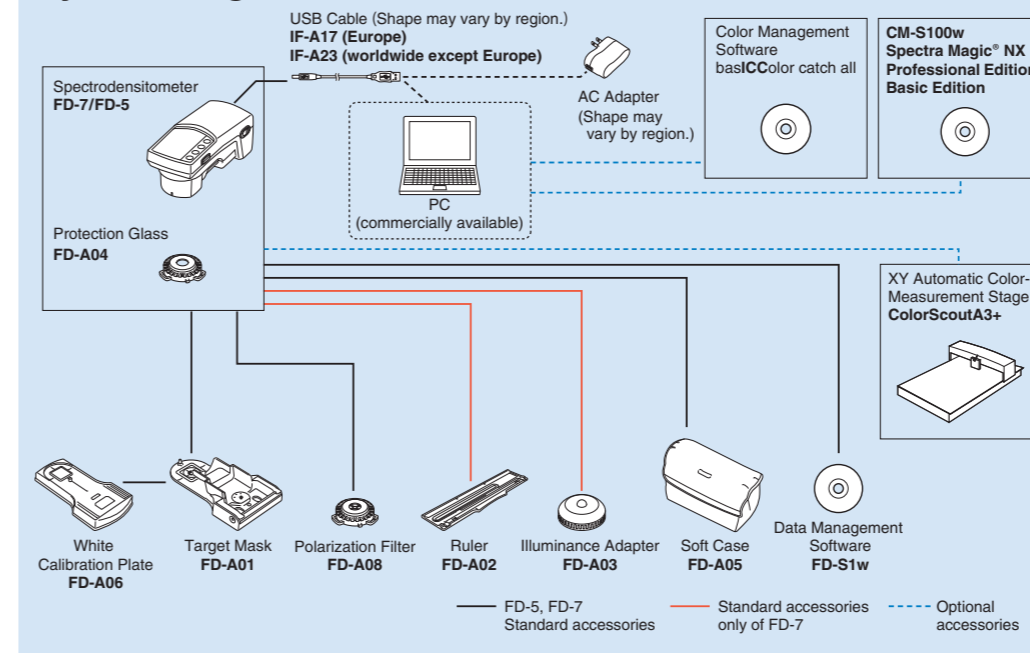 USB Cable (Shape may vary by region.)
IF-A17 (Europe)
IF-A23 (worldwide except Europe)
Spectrodensitometer
FD-7/FD-5
Protection Glass
FD-A04
AC Adapter
(Shape may
vary by region.)
PC
(commercially available)
Color Management
Software
basICColor catch all
CM-S100w
Spectra Magic® NX
Professional Edition
Basic Edition
XY Automatic Color-
Measurement Stage
ColorScoutA3+
White
Calibration Plate
FD-A06
Target Mask
FD-A01
Polarization Filter
FD-A08
Ruler
FD-A02
Illuminance Adapter
FD-A03
Soft Case
FD-A05
Data Management
Software
FD-S1w
FD-5, FD-7
Standard accessories
Standard accessories
only of FD-7
Optional
accessories